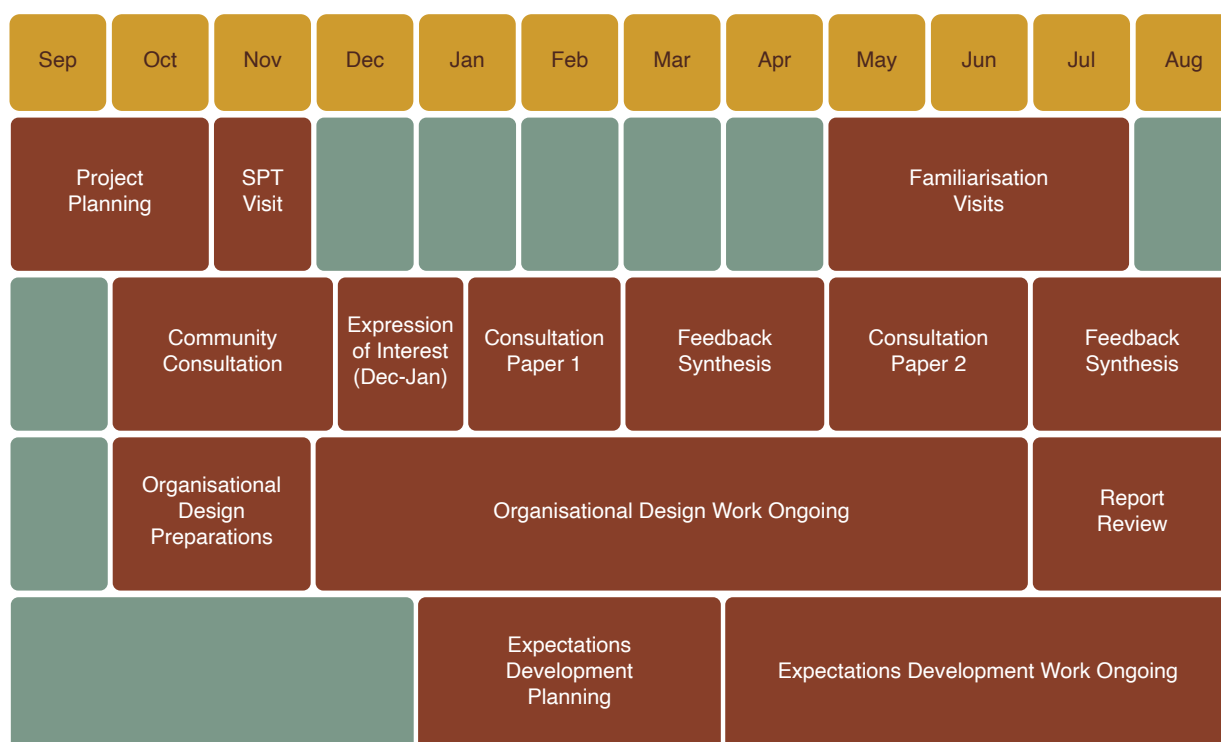 Sep Oct Nov Dec Jan Feb Mar Apr May Jun Jul Aug
Project
Planning
SPT
Visit
Familiarisation
Visits
Community
Consultation
Expression
of Interest
(Dec-Jan)
Consultation
Paper 1
Feedback
Synthesis
Consultation
Paper 2
Feedback
Synthesis
Organisational
Design
Preparations
Organisational Design Work Ongoing
Report
Review
Expectations
Development
Planning
Expectations Development Work Ongoing